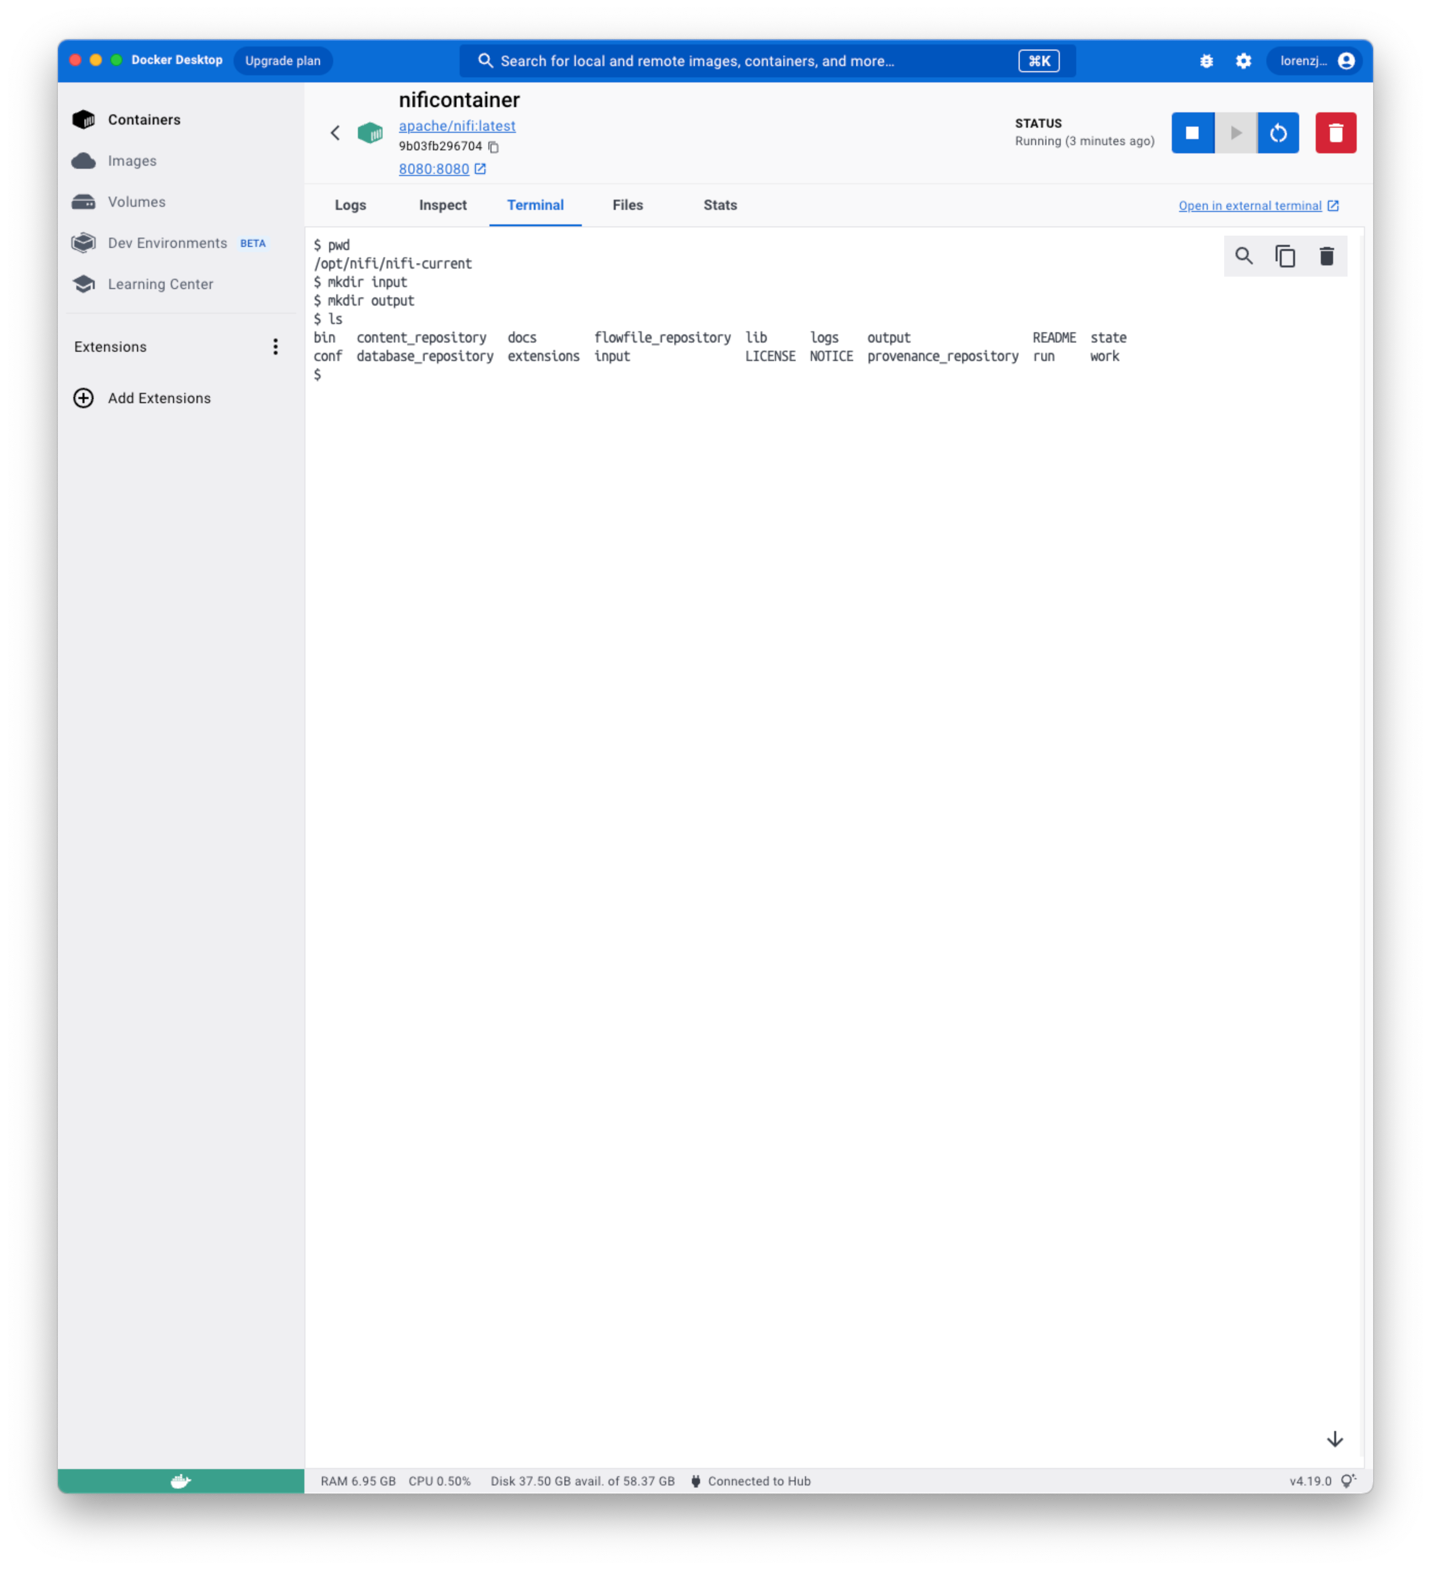 Docker Desktop Upgrade plan Search for local and remote images, containers, and more... ⌘K lorenzj...
Containers
Images
Volumes
Dev Environments BETA
Learning Center
Extensions
Add Extensions
nificontainer
apache/nifi:latest
9b03fb296704
8080:8080
STATUS
Running (3 minutes ago)
Logs Inspect Terminal Files Stats Open in external terminal
$ pwd
/opt/nifi/nifi-current
$ mkdir input
$ mkdir output
$ ls
bin content_repository docs flowfile_repository lib logs output README state
conf database_repository extensions input LICENSE NOTICE provenance_repository run work
$
RAM 6.95 GB CPU 0.50% Disk 37.50 GB avail. of 58.37 GB Connected to Hub v4.19.0